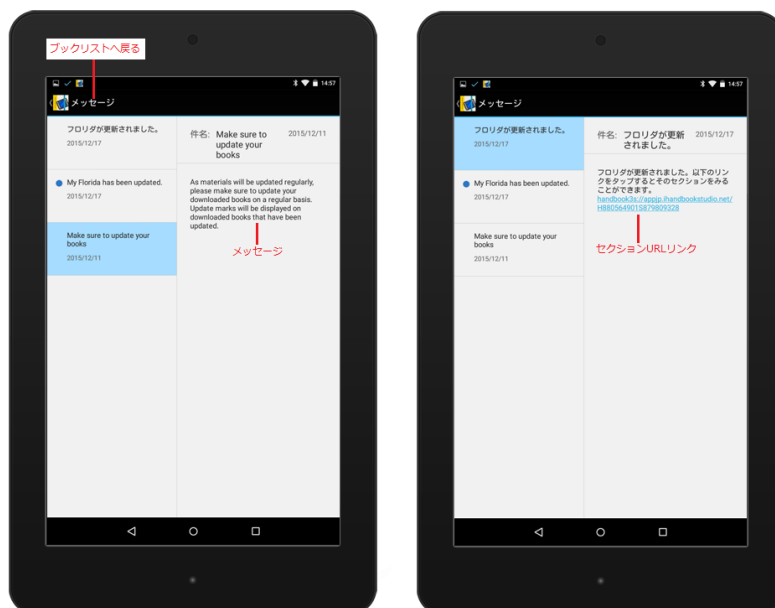 ブックリストへ戻る
14:57
メッセージ
フロリダが更新されました。
2015/12/17
My Florida has been updated.
2015/12/17
Make sure to update your
books
2015/12/11
件名: Make sure to
update your
books
2015/12/11
As materials will be updated regularly,
please make sure to update your
downloaded books on a regular basis.
Update marks will be displayed on
downloaded books that have been
updated.
メッセージ
14:57
メッセージ
フロリダが更新されました。
2015/12/17
My Florida has been updated.
2015/12/17
Make sure to update your
books
2015/12/11
件名: フロリダが更新
されました。
2015/12/17
フロリダが更新されました。以下のリン
クをタップするとそのセクションをみる
ことができます。
handbook3s://appjp.ihandbookstudio.net/
H8805649015879809328
セクションURLリンク